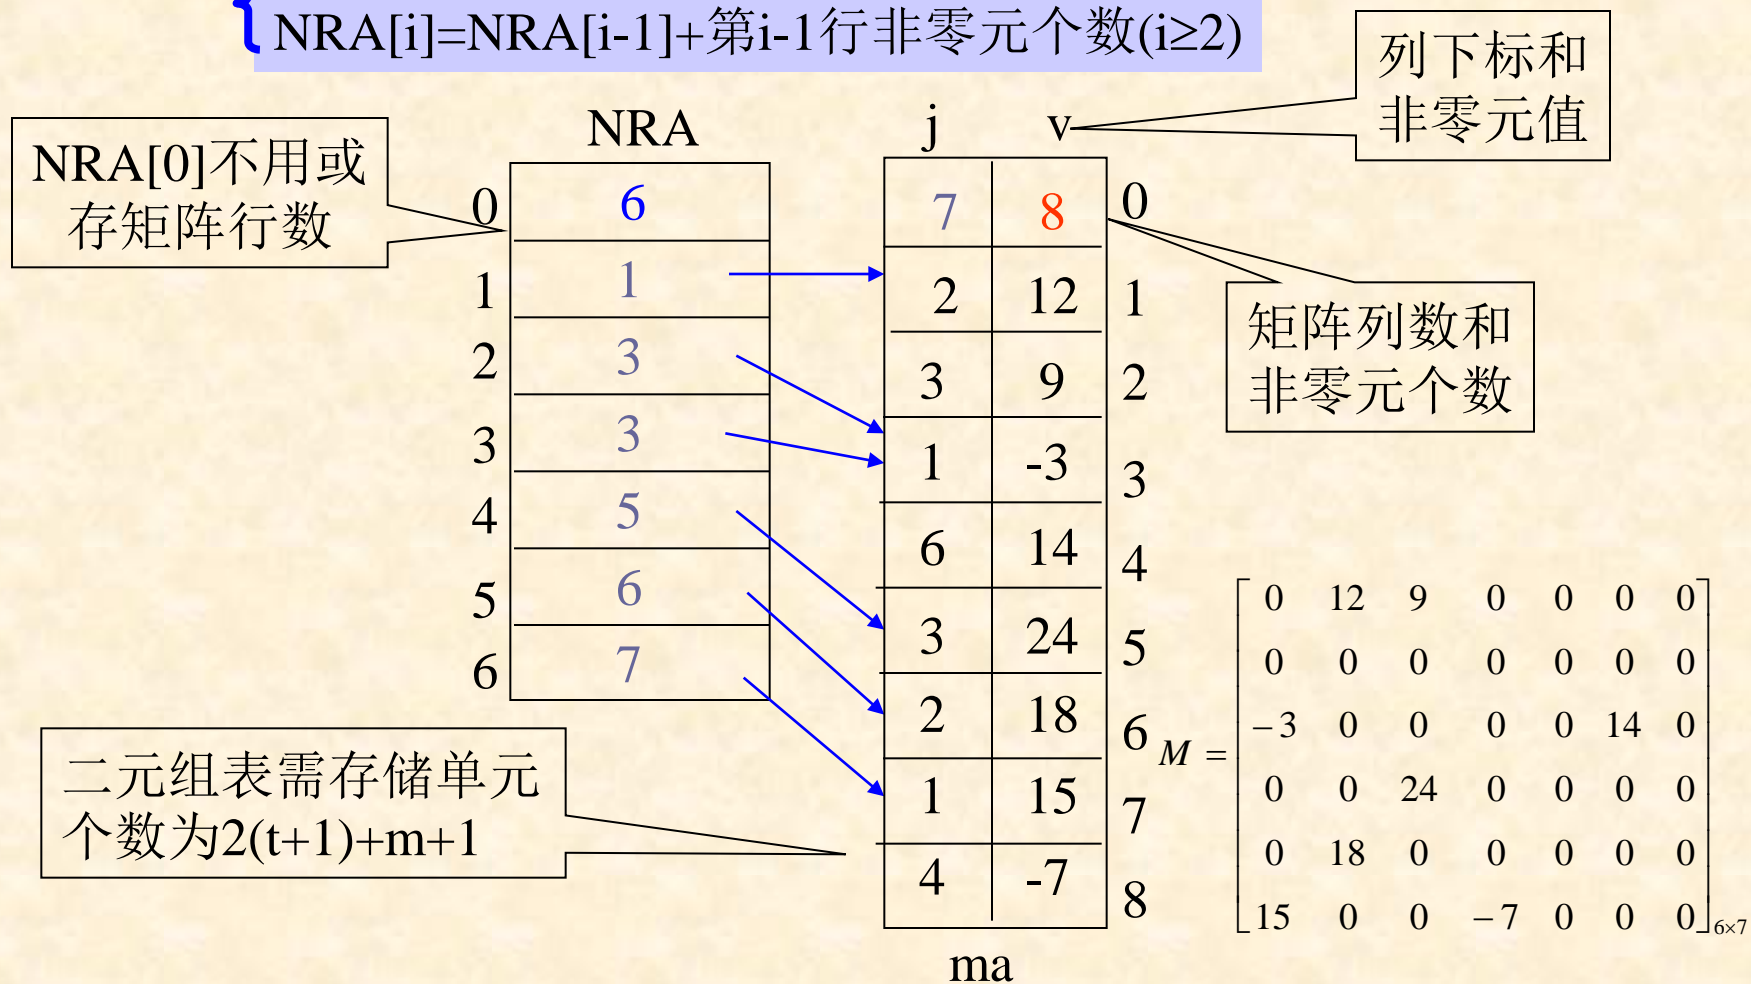 NRA[i]=NRA[i-1]+第i-1行非零元个数(i≥2)
列下标和
非零元值
NRA[0]不用或
存矩阵行数
NRA
j v
0 6
1 1
2 3
3 3
4 5
5 6
6 7
7 8 0
2 12 1
3 9 2
1 -3 3
6 14 4
3 24 5
2 18 6
1 15 7
4 -7 8
ma
矩阵列数和
非零元个数
二元组表需存储单元
个数为2(t+1)+m+1
M =
0 12 9 0 0 0 0
0 0 0 0 0 0 0
-3 0 0 0 0 14 0
0 0 24 0 0 0 0
0 18 0 0 0 0 0
15 0 0 -7 0 0 0
6×7